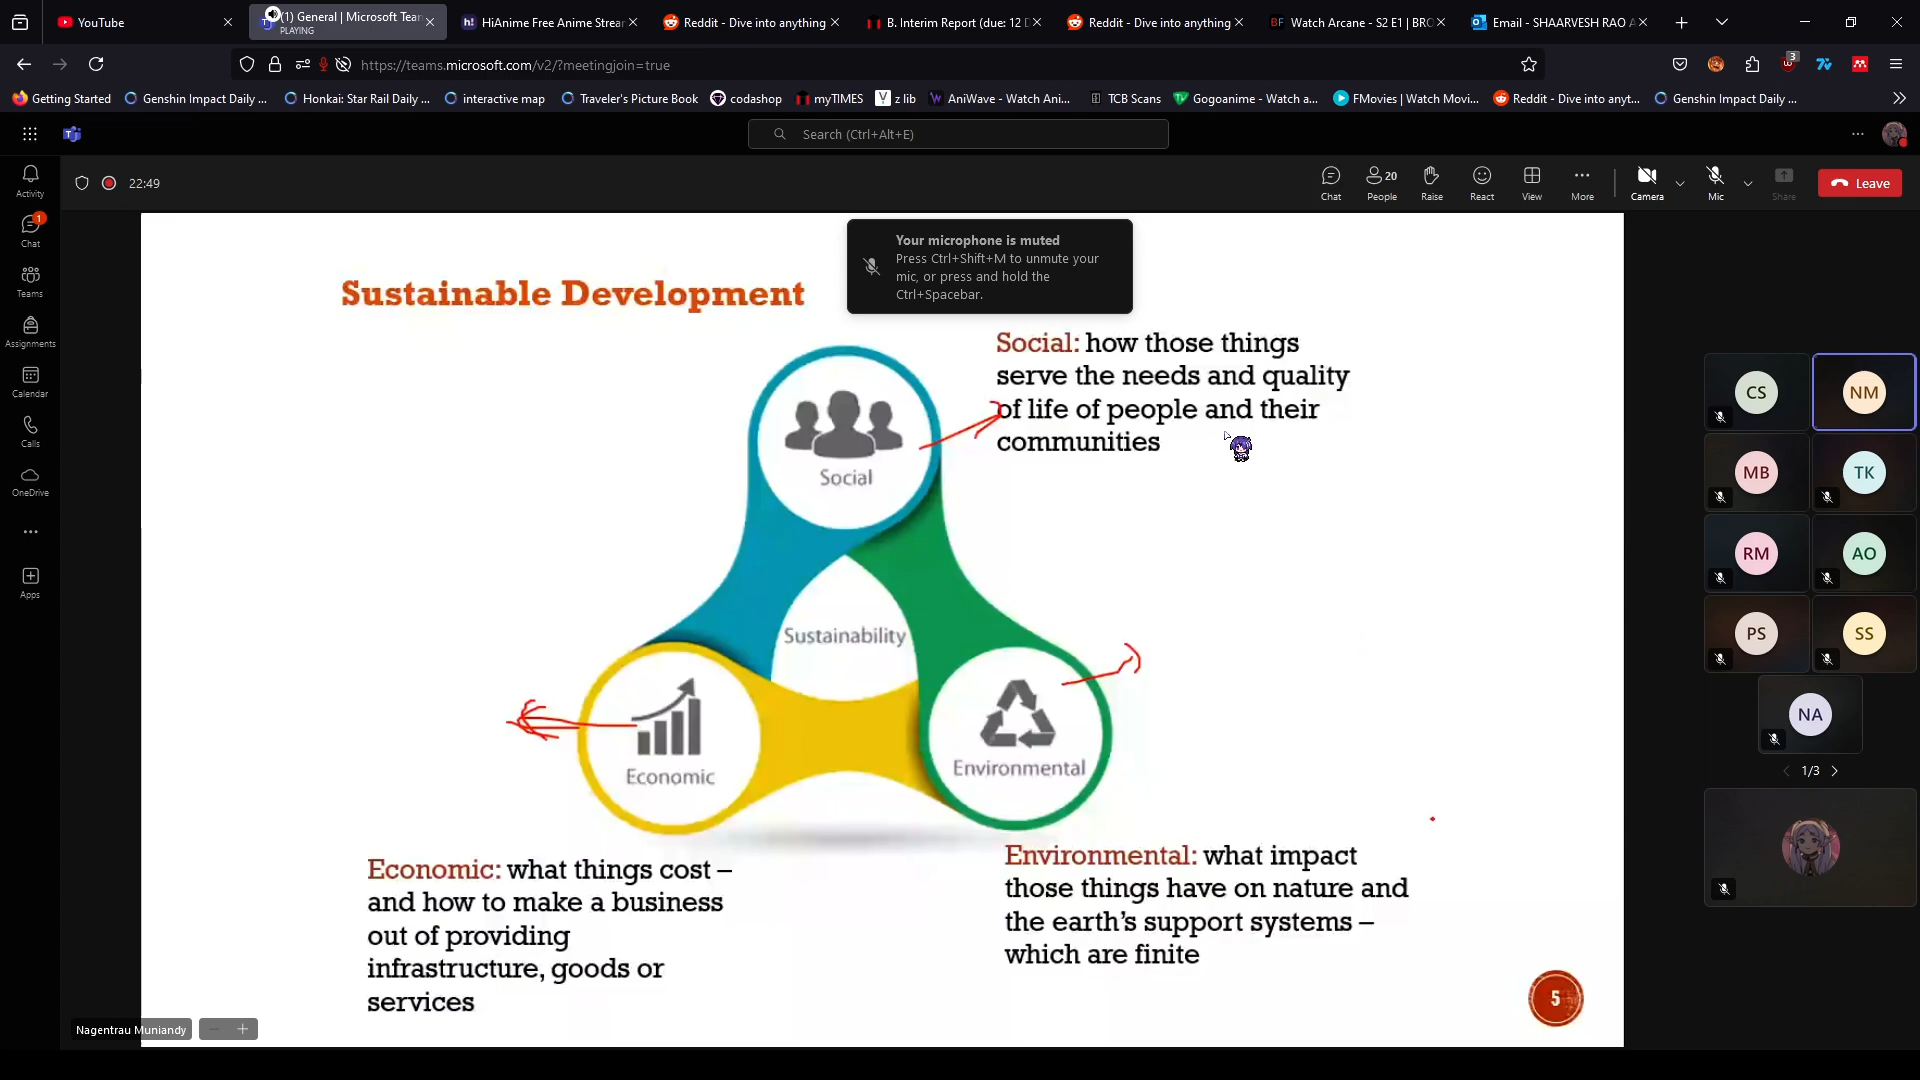 YouTube
(1) General | Microsoft Tean
PLAYING
HiAnime Free Anime Strear
Reddit - Dive into anything
B. Interim Report (due: 12 D
Reddit - Dive into anything
Watch Arcane - S2 E1 | BRO
Email - SHAARVESH RAO A
https://teams.microsoft.com/v2/?meetingjoin=true
3
Getting Started
Genshin Impact Daily ...
Honkai: Star Rail Daily ...
interactive map
Traveler's Picture Book
codashop
myTIMES
z lib
AniWave - Watch Ani...
TCB Scans
Gogoanime - Watch a...
FMovies | Watch Movi...
Reddit - Dive into anyt...
Genshin Impact Daily ...
Search (Ctrl+Alt+E)
Activity
1
Chat
Teams
Assignments
Calendar
Calls
OneDrive
Apps
22:49
Chat
20
People
Raise
React
View
More
Camera
Mic
Share
Leave
Your microphone is muted
Press Ctrl+Shift+M to unmute your
mic, or press and hold the
Ctrl+Spacebar.
Sustainable Development
Social: how those things
serve the needs and quality
of life of people and their
communities
Social
Sustainability
Economic
Environmental
Economic: what things cost –
and how to make a business
out of providing
infrastructure, goods or
services
Environmental: what impact
those things have on nature and
the earth's support systems –
which are finite
5
Nagentrau Muniandy
CS
NM
MB
TK
RM
AO
PS
SS
NA
1/3